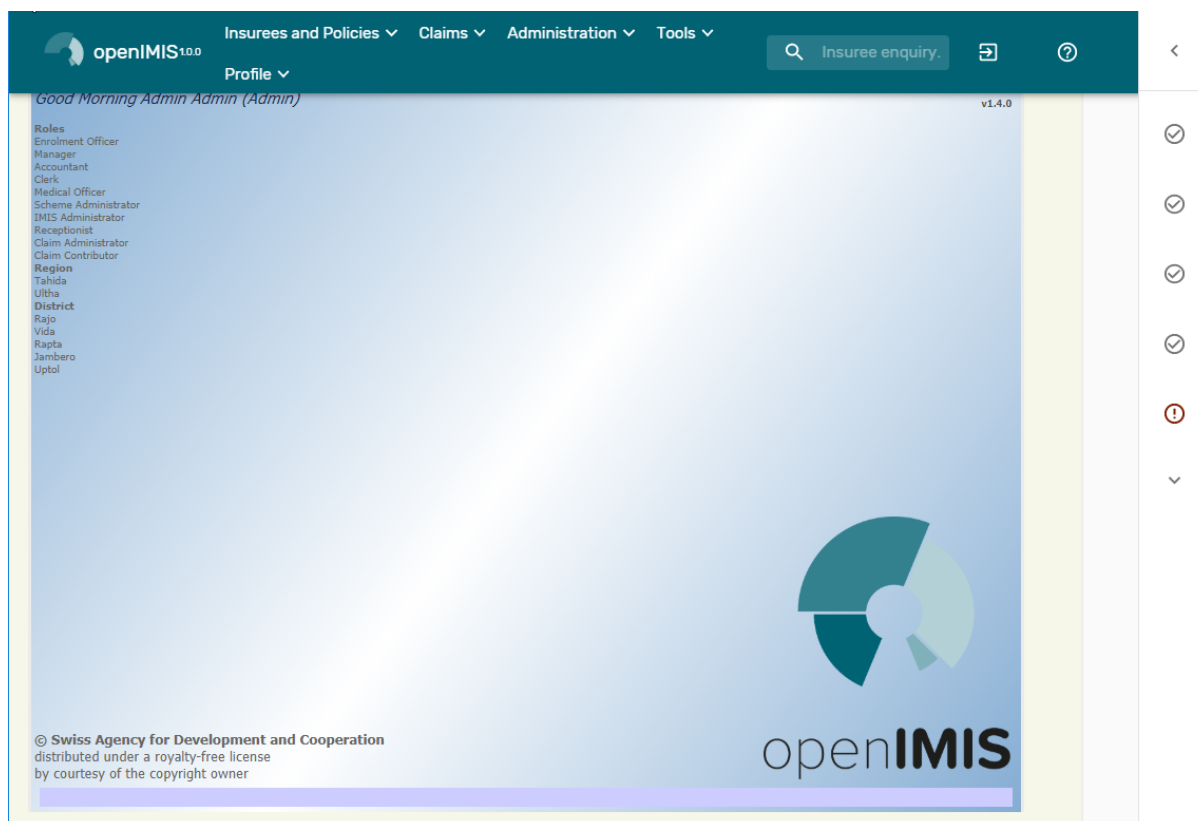 openIMIS1.0.0
Insurees and Policies
Claims
Administration
Tools
Profile
Insuree enquiry.
Good Morning Admin Admin (Admin)
v1.4.0
Roles
Enrolment Officer
Manager
Accountant
Clerk
Medical Officer
Scheme Administrator
IMIS Administrator
Receptionist
Claim Administrator
Claim Contributor
Region
Tahida
Ultha
District
Rajo
Vida
Rapta
Jambero
Uptol
© Swiss Agency for Development and Cooperation
distributed under a royalty-free license
by courtesy of the copyright owner
openIMIS